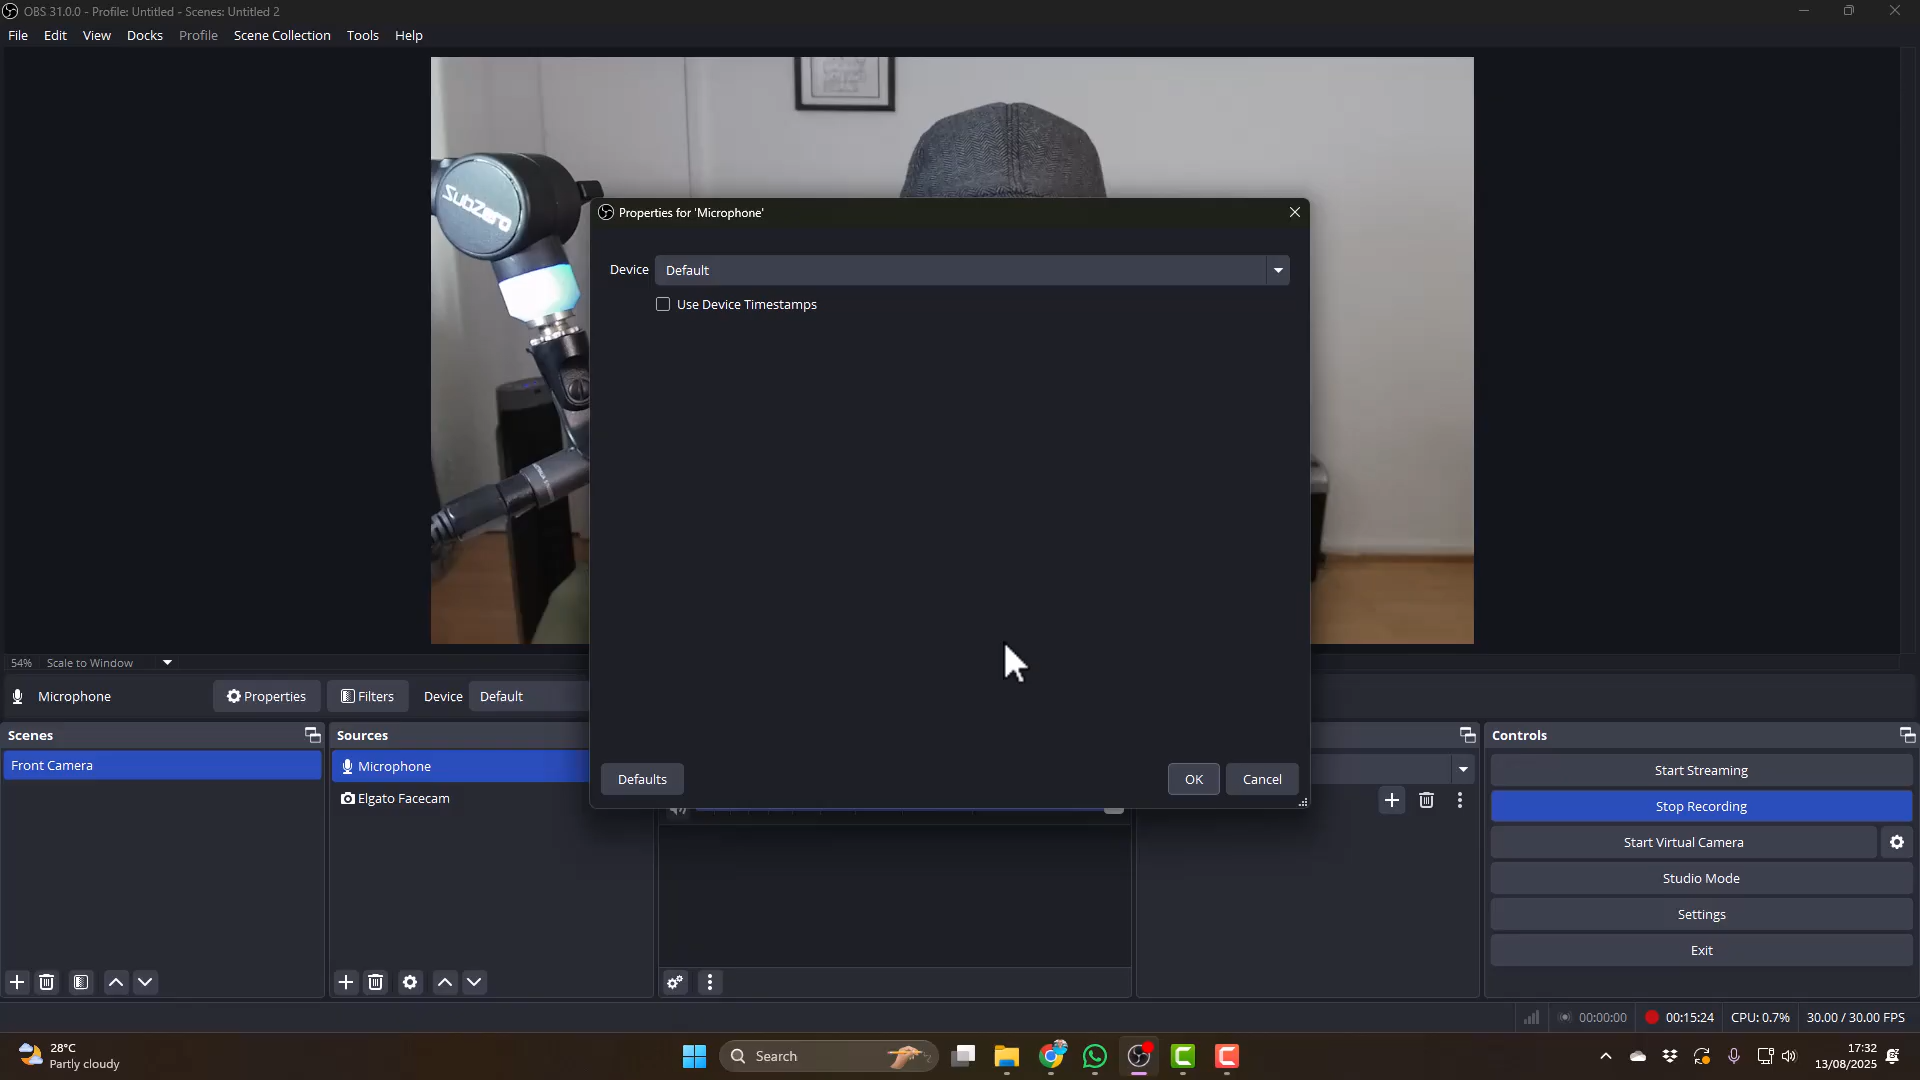 OBS 31.0.0 - Profile: Untitled - Scenes: Untitled 2
File Edit View Docks Profile Scene Collection Tools Help
SubZero
Properties for 'Microphone'
Device Default
Use Device Timestamps
Defaults OK Cancel
54% Scale to Window
Microphone Properties Filters Device Default
Scenes Sources Controls
Front Camera
Microphone
Elgato Facecam
Start Streaming
Stop Recording
Start Virtual Camera
Studio Mode
Settings
Exit
00:00:00 00:15:24 CPU: 0.7% 30.00 / 30.00 FPS
28°C
Partly cloudy
Search
17:32
13/08/2025